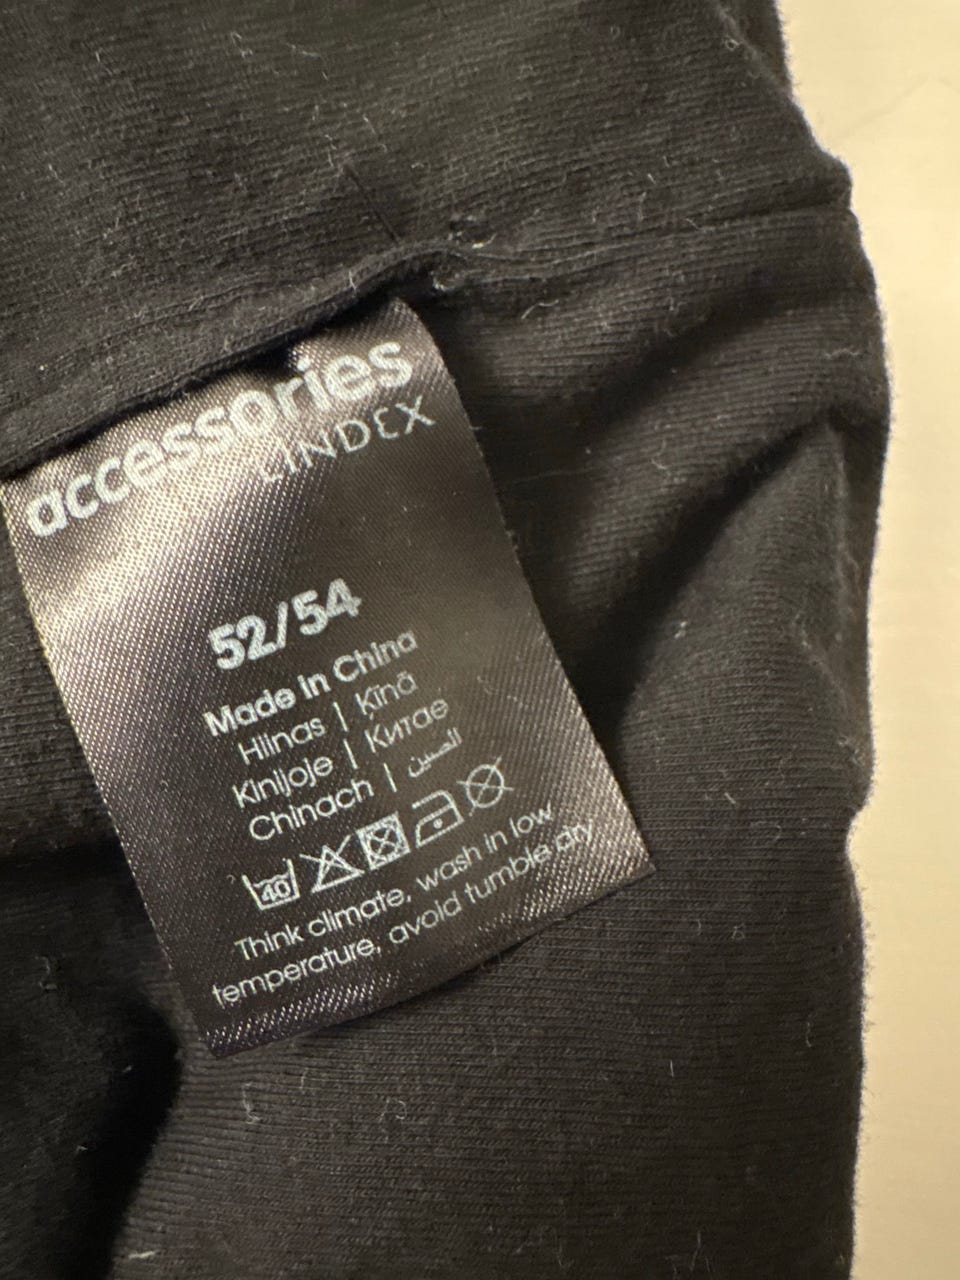 accessories
LINDEX
52/54
Made in China
Hiinas | Ķīnā
Kinijoje | Китае
Chinach | الصين
40
Think climate, wash in low
temperature, avoid tumble dry